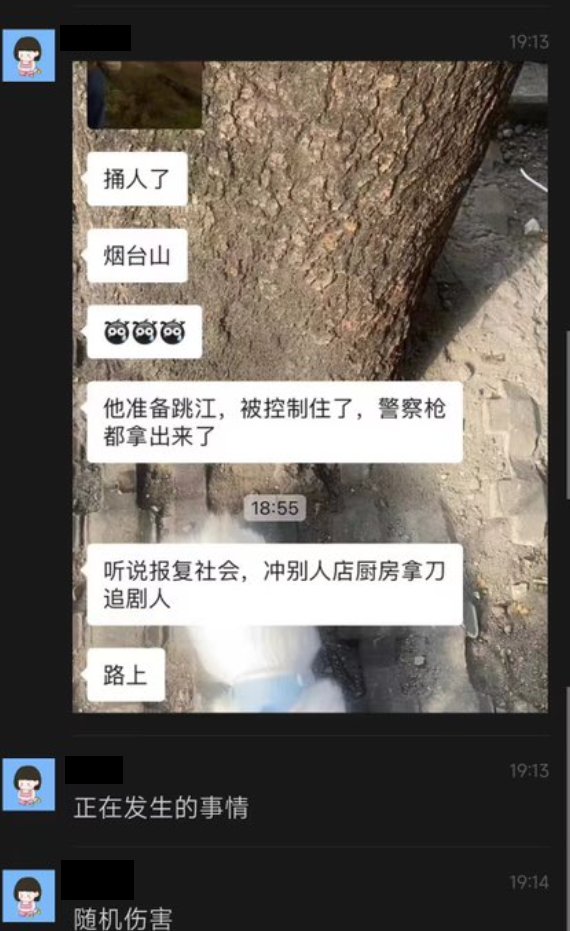 19:13
捅人了
烟台山
他准备跳江，被控制住了，警察枪
都拿出来了
18:55
听说报复社会，冲别人店厨房拿刀
追剧人
路上
19:13
正在发生的事情
19:14
随机伤害